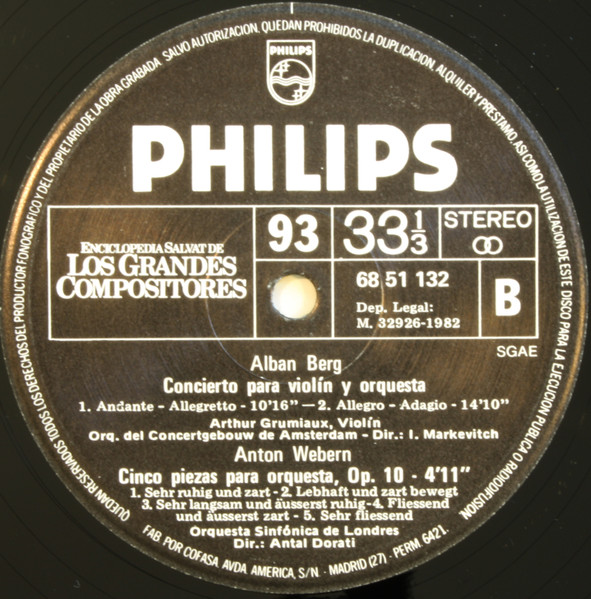 QUEDAN RESERVADOS TODOS LOS DERECHOS DEL PRODUCTOR FONOGRAFICO Y DEL PROPIETARIO DE LA OBRA GRABADA. SALVO AUTORIZACION, QUEDAN PROHIBIDOS LA DUPLICACION, ALQUILER Y PRESTAMO, ASI COMO LA UTILIZACION DE ESTE DISCO PARA LA EJECUCION PUBLICA O RADIODIFUSION
PHILIPS
PHILIPS
ENCICLOPEDIA SALVAT DE
LOS GRANDES
COMPOSITORES
93
33 1/3
STEREO
68 51 132
Dep. Legal:
M. 32926-1982
B
SGAE
Alban Berg
Concierto para violín y orquesta
1. Andante - Allegretto - 10'16" — 2. Allegro - Adagio - 14'10"
Arthur Grumiaux, Violín
Orq. del Concertgebouw de Amsterdam - Dir.: I. Markevitch
Anton Webern
Cinco piezas para orquesta, Op. 10 - 4'11"
1. Sehr ruhig und zart - 2. Lebhaft und zart bewegt
3. Sehr langsam und äusserst ruhig-4. Fliessend
und äusserst zart - 5. Sehr fliessend
Orquesta Sinfónica de Londres
Dir.: Antal Dorati
FAB POR COFASA. AVDA AMERICA, S/N. - MADRID (27) - PERM 6421.